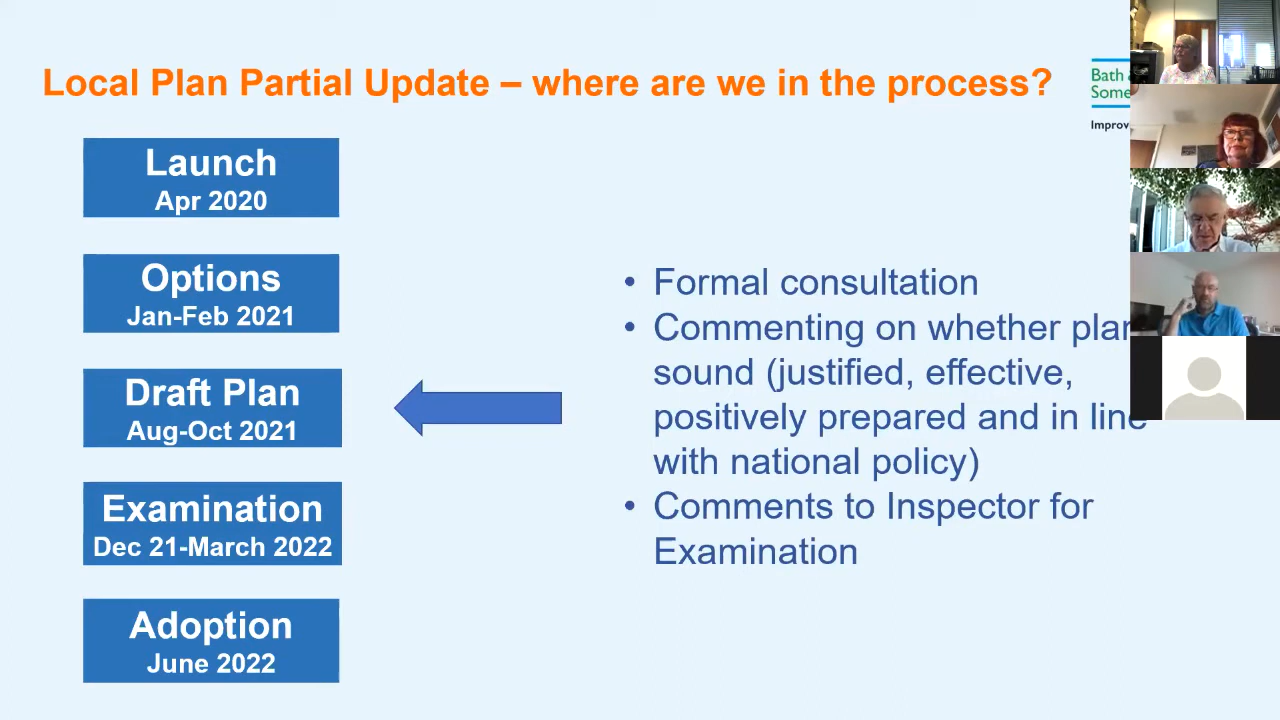 Local Plan Partial Update – where are we in the process?
Bath
Some
Improv
Launch
Apr 2020
Options
Jan-Feb 2021
Draft Plan
Aug-Oct 2021
Examination
Dec 21-March 2022
Adoption
June 2022
• Formal consultation
• Commenting on whether plan
sound (justified, effective,
positively prepared and in line
with national policy)
• Comments to Inspector for
Examination